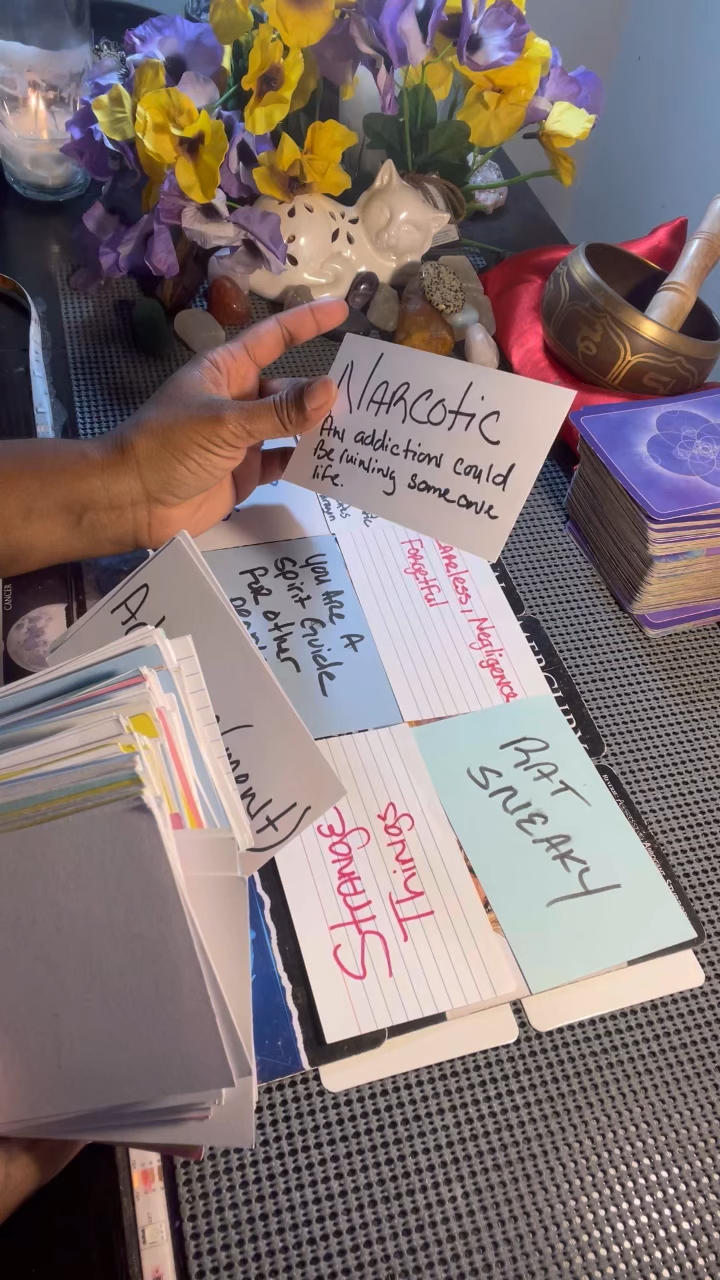 NARCOTIC
AN addiction could
Be ruining someone
life.
Careless, Negligence
Forgetful
You ARE A
Spirit Guide
For other
RAT
SNEAKY
STRANGE
Things
MERCURY
CANCER